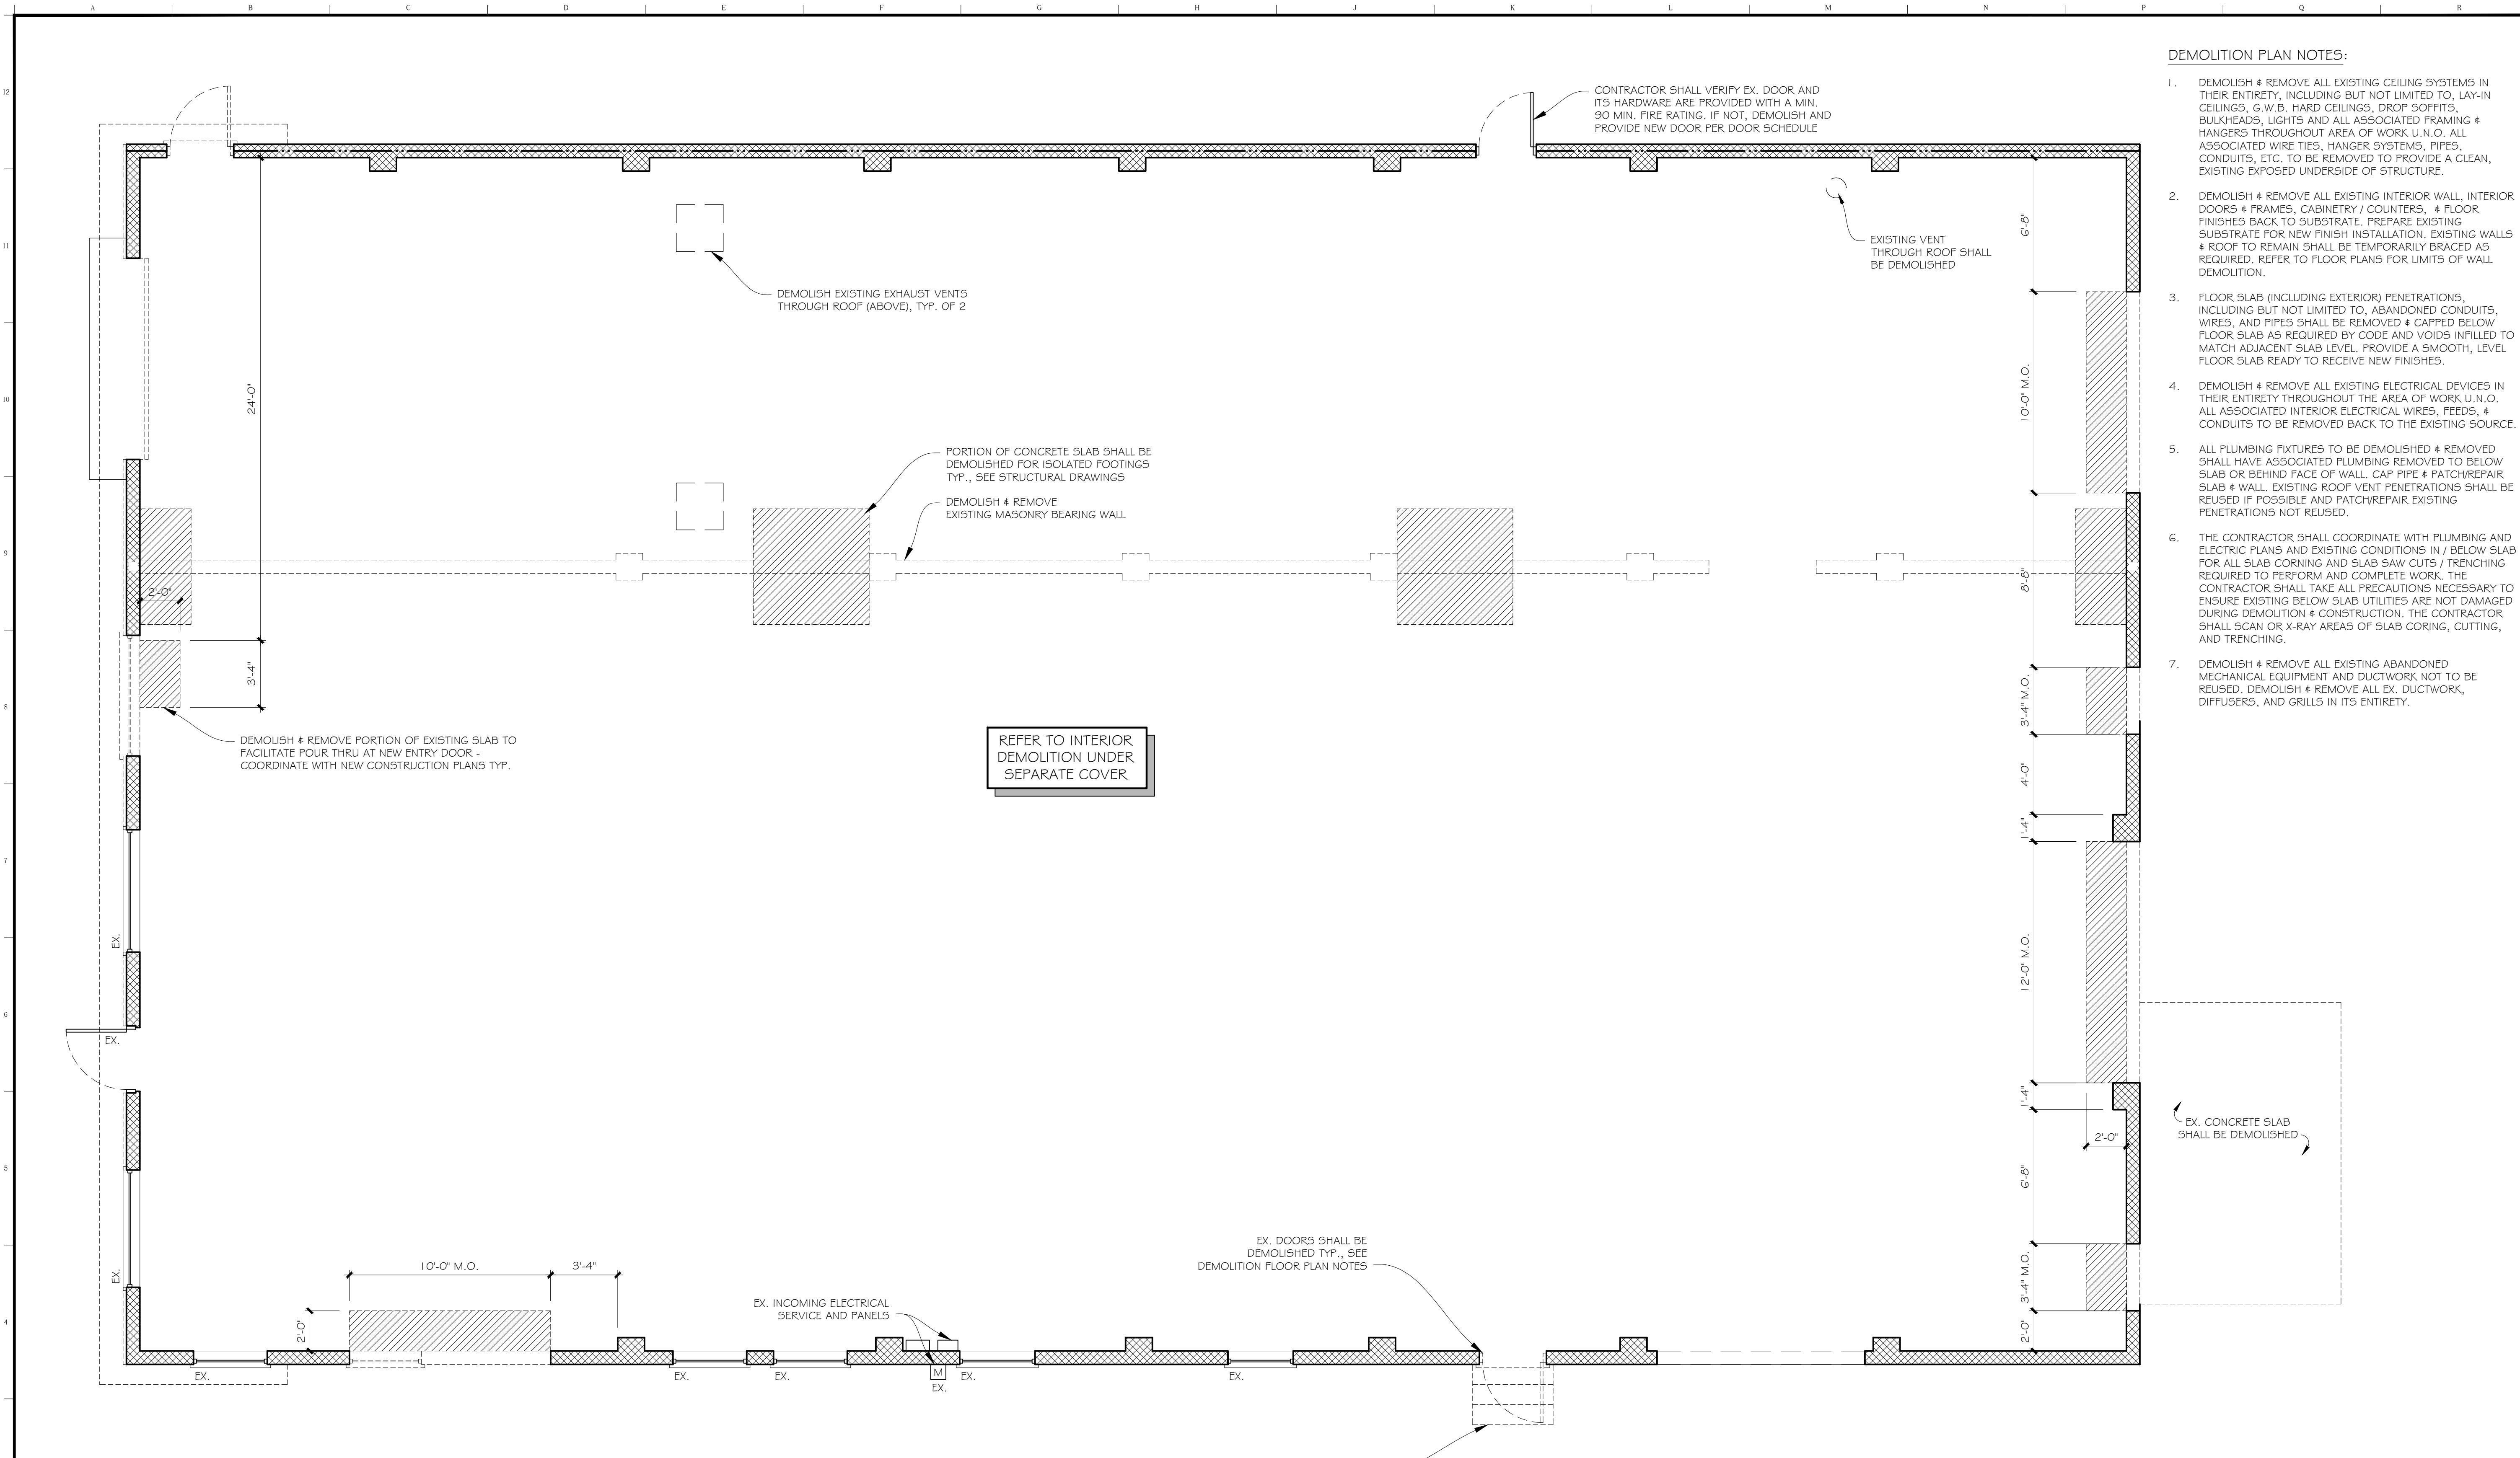 A B C D E F G H J K L M N P Q R
12
11
10
9
8
7
6
5
4
DEMOLITION PLAN NOTES:
1. DEMOLISH & REMOVE ALL EXISTING CEILING SYSTEMS IN
THEIR ENTIRETY, INCLUDING BUT NOT LIMITED TO, LAY-IN
CEILINGS, G.W.B. HARD CEILINGS, DROP SOFFITS,
BULKHEADS, LIGHTS AND ALL ASSOCIATED FRAMING &
HANGERS THROUGHOUT AREA OF WORK U.N.O. ALL
ASSOCIATED WIRE TIES, HANGER SYSTEMS, PIPES,
CONDUITS, ETC. TO BE REMOVED TO PROVIDE A CLEAN,
EXISTING EXPOSED UNDERSIDE OF STRUCTURE.
2. DEMOLISH & REMOVE ALL EXISTING INTERIOR WALL, INTERIOR
DOORS & FRAMES, CABINETRY / COUNTERS, & FLOOR
FINISHES BACK TO SUBSTRATE. PREPARE EXISTING
SUBSTRATE FOR NEW FINISH INSTALLATION. EXISTING WALLS
& ROOF TO REMAIN SHALL BE TEMPORARILY BRACED AS
REQUIRED. REFER TO FLOOR PLANS FOR LIMITS OF WALL
DEMOLITION.
3. FLOOR SLAB (INCLUDING EXTERIOR) PENETRATIONS,
INCLUDING BUT NOT LIMITED TO, ABANDONED CONDUITS,
WIRES, AND PIPES SHALL BE REMOVED & CAPPED BELOW
FLOOR SLAB AS REQUIRED BY CODE AND VOIDS INFILLED TO
MATCH ADJACENT SLAB LEVEL. PROVIDE A SMOOTH, LEVEL
FLOOR SLAB READY TO RECEIVE NEW FINISHES.
4. DEMOLISH & REMOVE ALL EXISTING ELECTRICAL DEVICES IN
THEIR ENTIRETY THROUGHOUT THE AREA OF WORK U.N.O.
ALL ASSOCIATED INTERIOR ELECTRICAL WIRES, FEEDS, &
CONDUITS TO BE REMOVED BACK TO THE EXISTING SOURCE.
5. ALL PLUMBING FIXTURES TO BE DEMOLISHED & REMOVED
SHALL HAVE ASSOCIATED PLUMBING REMOVED TO BELOW
SLAB OR BEHIND FACE OF WALL. CAP PIPE & PATCH/REPAIR
SLAB & WALL. EXISTING ROOF VENT PENETRATIONS SHALL BE
REUSED IF POSSIBLE AND PATCH/REPAIR EXISTING
PENETRATIONS NOT REUSED.
6. THE CONTRACTOR SHALL COORDINATE WITH PLUMBING AND
ELECTRIC PLANS AND EXISTING CONDITIONS IN / BELOW SLAB
FOR ALL SLAB CORNING AND SLAB SAW CUTS / TRENCHING
REQUIRED TO PERFORM AND COMPLETE WORK. THE
CONTRACTOR SHALL TAKE ALL PRECAUTIONS NECESSARY TO
ENSURE EXISTING BELOW SLAB UTILITIES ARE NOT DAMAGED
DURING DEMOLITION & CONSTRUCTION. THE CONTRACTOR
SHALL SCAN OR X-RAY AREAS OF SLAB CORING, CUTTING,
AND TRENCHING.
7. DEMOLISH & REMOVE ALL EXISTING ABANDONED
MECHANICAL EQUIPMENT AND DUCTWORK NOT TO BE
REUSED. DEMOLISH & REMOVE ALL EX. DUCTWORK,
DIFFUSERS, AND GRILLS IN ITS ENTIRETY.
CONTRACTOR SHALL VERIFY EX. DOOR AND
ITS HARDWARE ARE PROVIDED WITH A MIN.
90 MIN. FIRE RATING. IF NOT, DEMOLISH AND
PROVIDE NEW DOOR PER DOOR SCHEDULE
EXISTING VENT
THROUGH ROOF SHALL
BE DEMOLISHED
DEMOLISH EXISTING EXHAUST VENTS
THROUGH ROOF (ABOVE), TYP. OF 2
PORTION OF CONCRETE SLAB SHALL BE
DEMOLISHED FOR ISOLATED FOOTINGS
TYP., SEE STRUCTURAL DRAWINGS
DEMOLISH & REMOVE
EXISTING MASONRY BEARING WALL
24'-0"
2'-0"
3'-4"
DEMOLISH & REMOVE PORTION OF EXISTING SLAB TO
FACILITATE POUR THRU AT NEW ENTRY DOOR -
COORDINATE WITH NEW CONSTRUCTION PLANS TYP.
REFER TO INTERIOR
DEMOLITION UNDER
SEPARATE COVER
6'-8"
10'-0" M.O.
8'-8"
3'-4" M.O.
4'-0"
1'-4"
12'-0" M.O.
1'-4"
2'-0"
6'-8"
3'-4" M.O.
2'-0"
EX. CONCRETE SLAB
SHALL BE DEMOLISHED
EX.
EX.
EX.
10'-0" M.O.
3'-4"
2'-0"
EX. INCOMING ELECTRICAL
SERVICE AND PANELS
EX. DOORS SHALL BE
DEMOLISHED TYP., SEE
DEMOLITION FLOOR PLAN NOTES
M
EX.
EX.
EX.
EX.
EX.
EX.